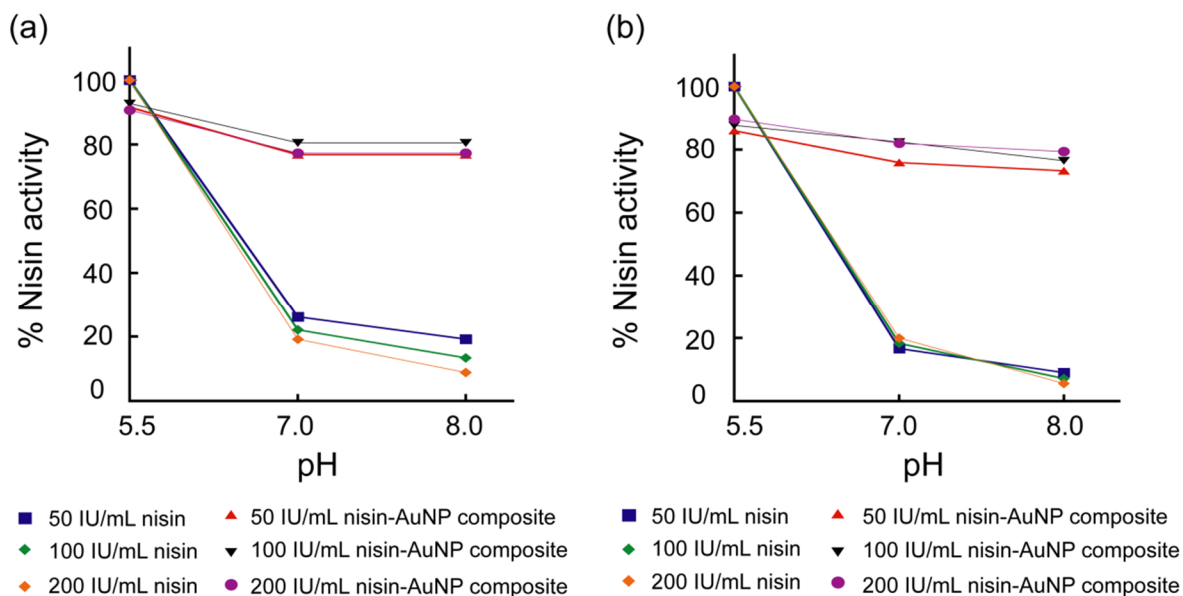 (a)
% Nisin activity
100
80
60
40
20
0
5.5
7.0
8.0
pH
50 IU/mL nisin
100 IU/mL nisin
200 IU/mL nisin
50 IU/mL nisin-AuNP composite
100 IU/mL nisin-AuNP composite
200 IU/mL nisin-AuNP composite
(b)
% Nisin activity
100
80
60
40
20
0
5.5
7.0
8.0
pH
50 IU/mL nisin
100 IU/mL nisin
200 IU/mL nisin
50 IU/mL nisin-AuNP composite
100 IU/mL nisin-AuNP composite
200 IU/mL nisin-AuNP composite